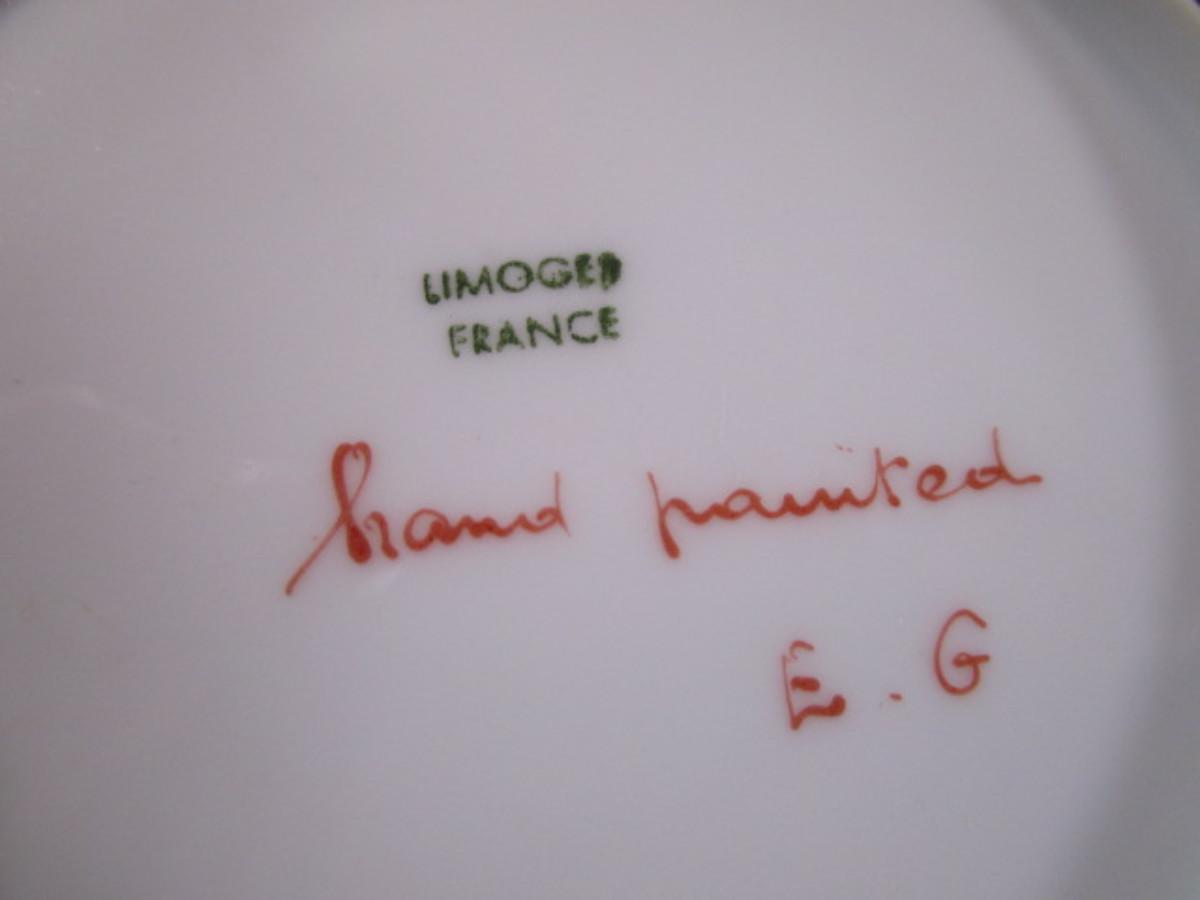 LIMOGES
FRANCE
hand painted
E. G